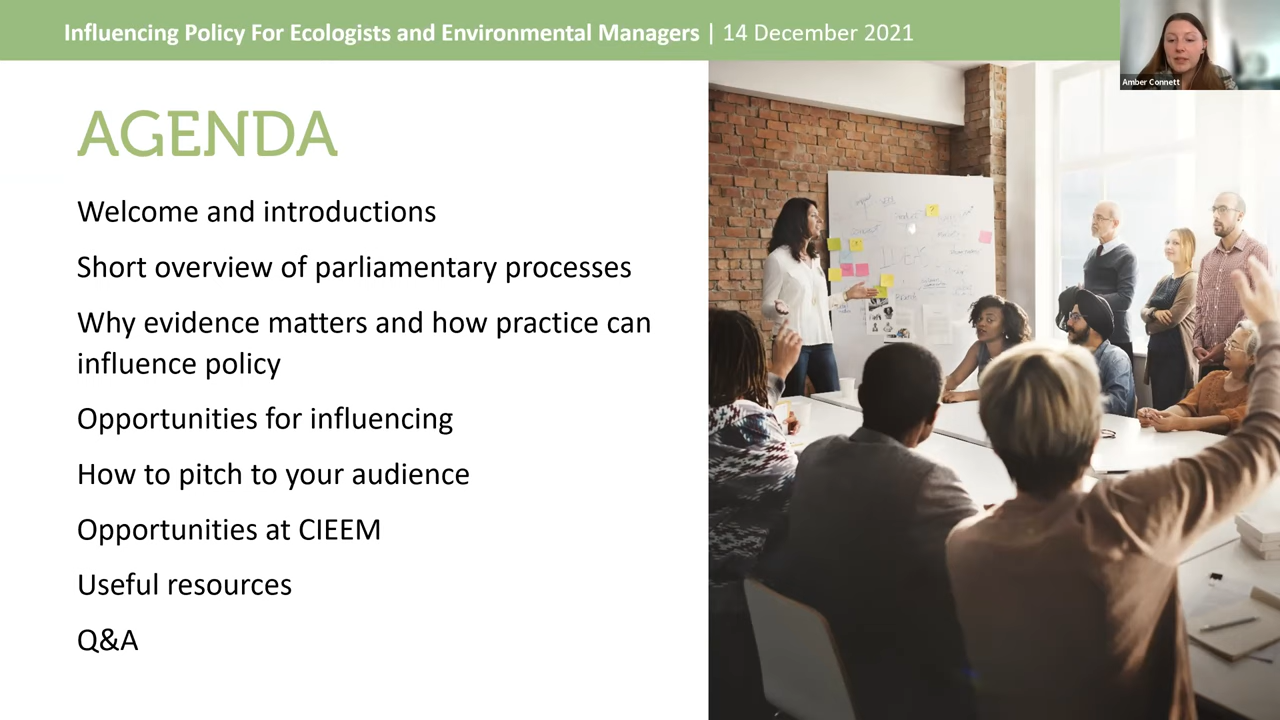 Influencing Policy For Ecologists and Environmental Managers | 14 December 2021
Amber Connett
AGENDA
Welcome and introductions
Short overview of parliamentary processes
Why evidence matters and how practice can
influence policy
Opportunities for influencing
How to pitch to your audience
Opportunities at CIEEM
Useful resources
Q&A